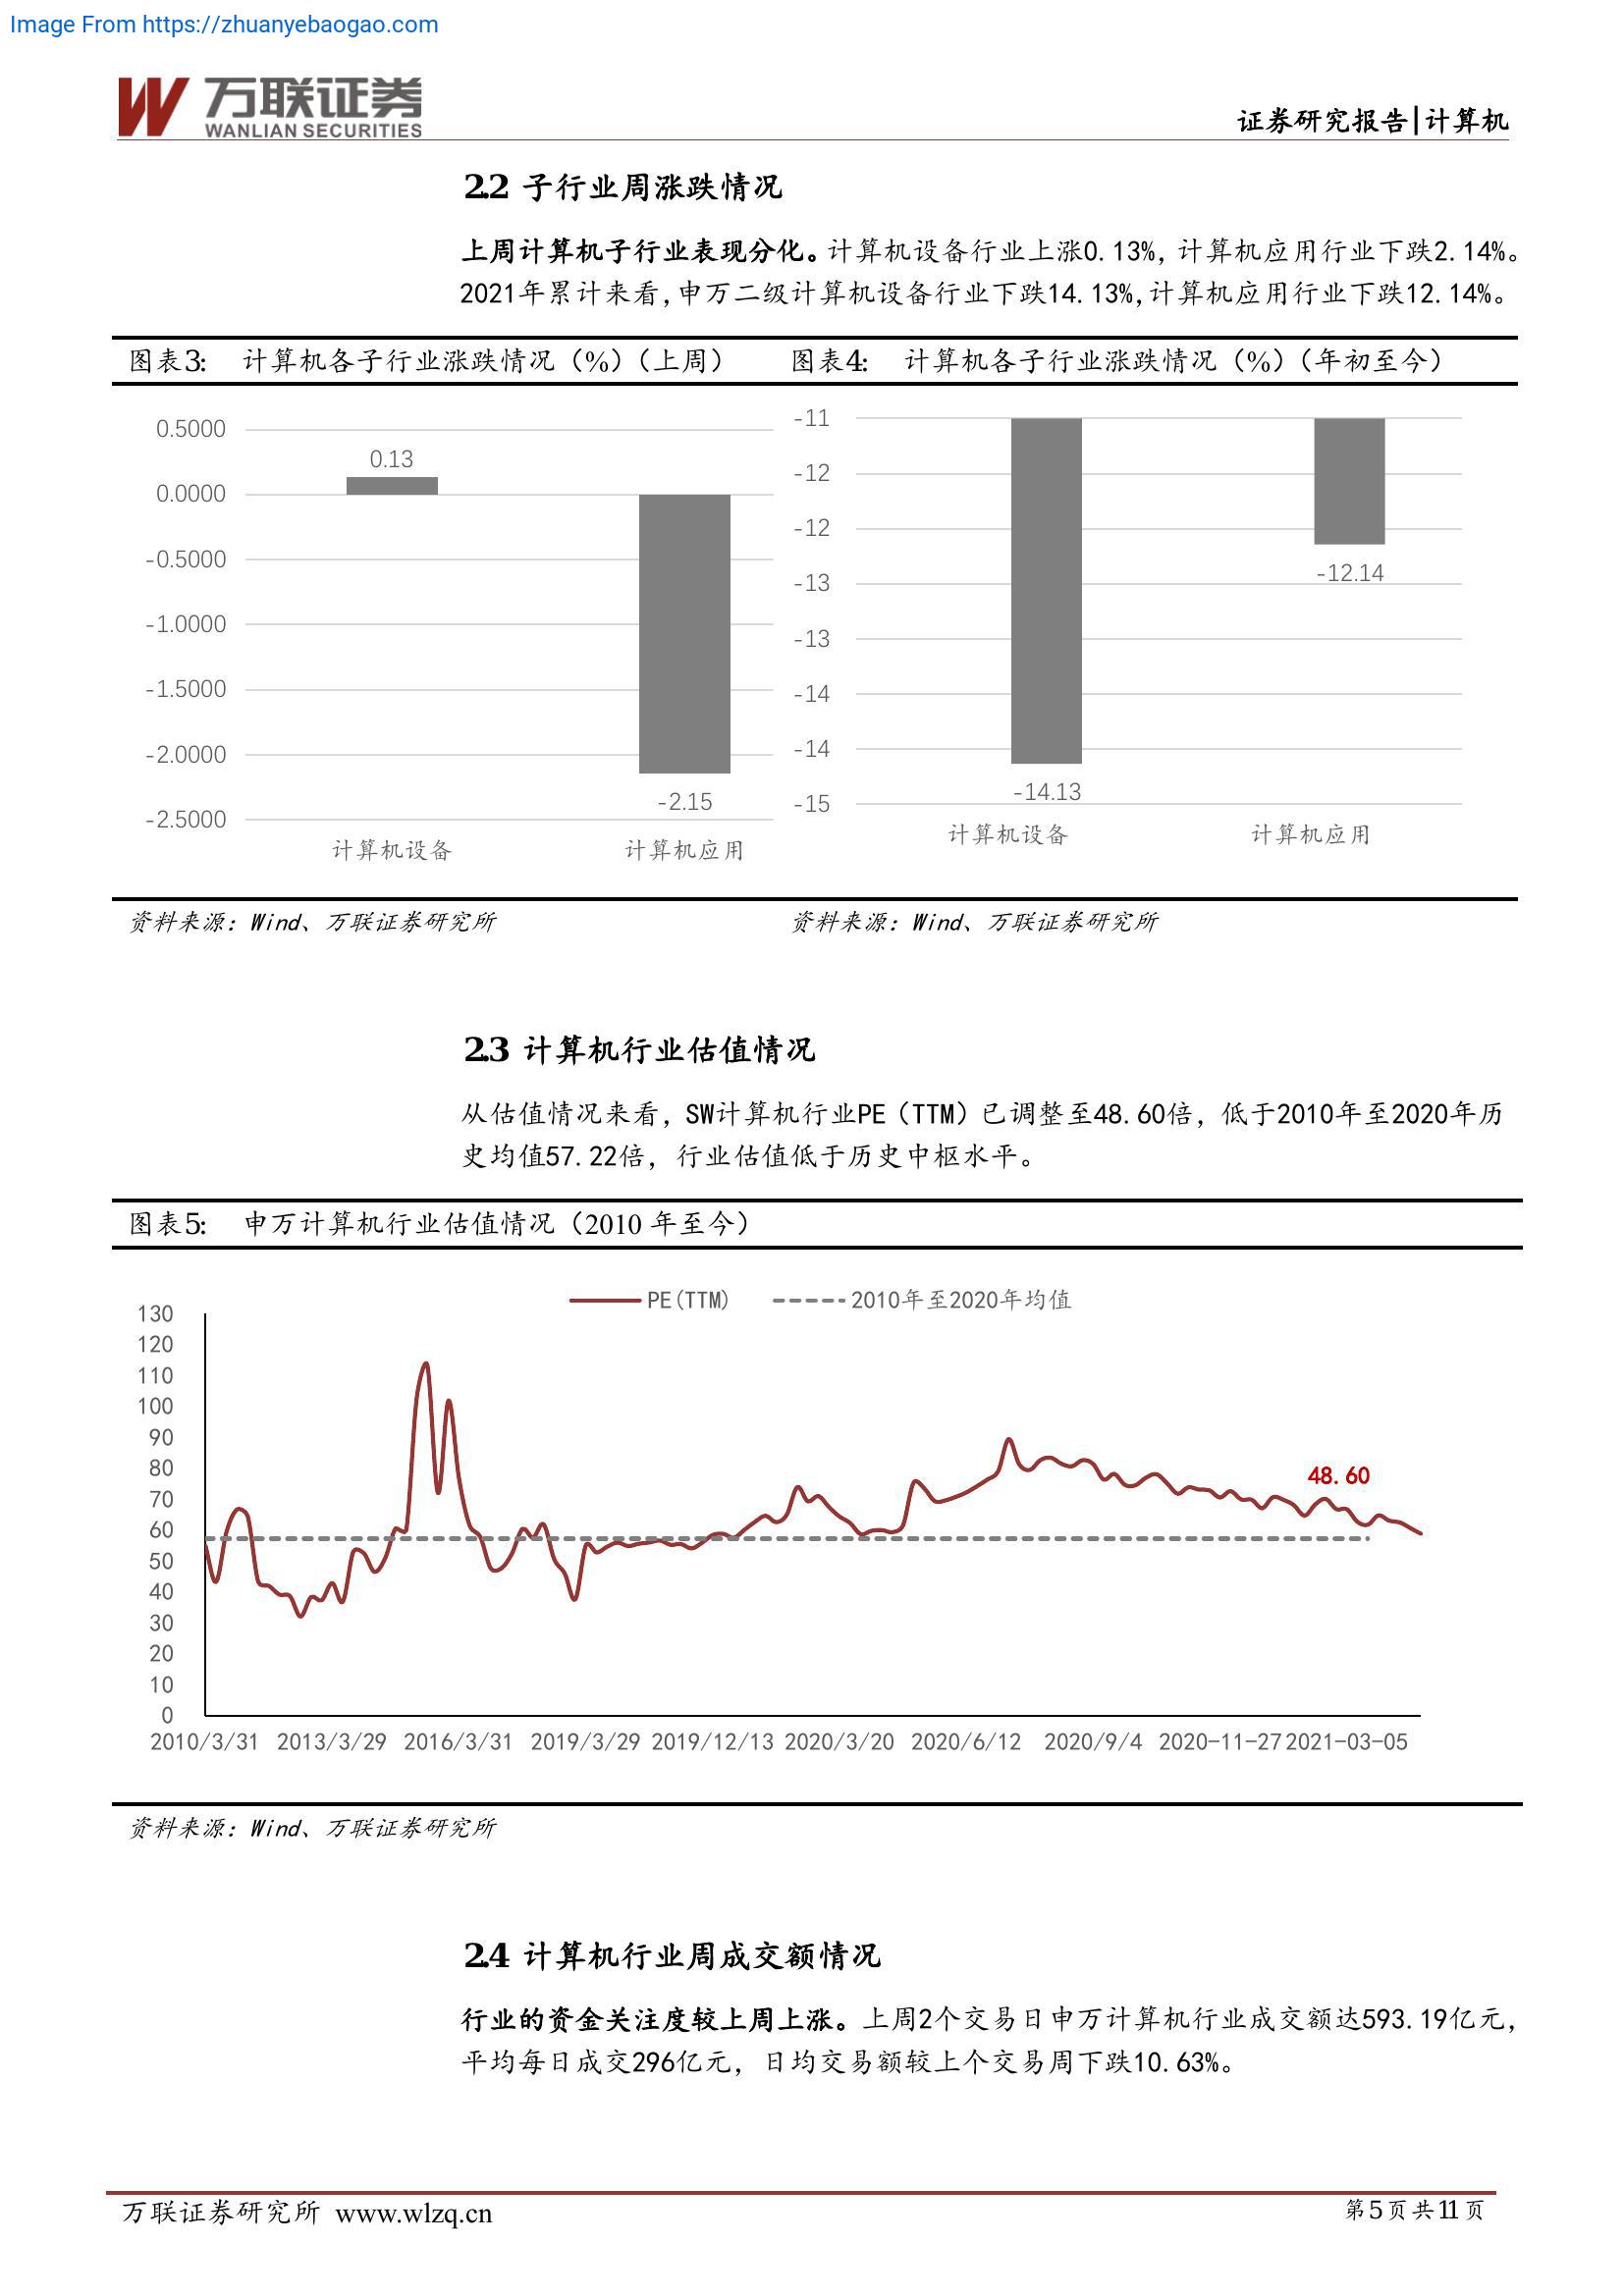 Image From https://zhuanyebaogao.com
万联证券
WANLIAN SECURITIES
证券研究报告|计算机
2.2 子行业周涨跌情况
上周计算机子行业表现分化。计算机设备行业上涨0.13%，计算机应用行业下跌2.14%。
2021年累计来看，申万二级计算机设备行业下跌14.13%，计算机应用行业下跌12.14%。
图表3： 计算机各子行业涨跌情况（%）（上周）
图表4： 计算机各子行业涨跌情况（%）（年初至今）
0.5000
0.0000
-0.5000
-1.0000
-1.5000
-2.0000
-2.5000
0.13
-2.15
计算机设备
计算机应用
-11
-12
-12
-13
-13
-14
-14
-15
-14.13
-12.14
计算机设备
计算机应用
资料来源：Wind、万联证券研究所
资料来源：Wind、万联证券研究所
2.3 计算机行业估值情况
从估值情况来看，SW计算机行业PE（TTM）已调整至48.60倍，低于2010年至2020年历
史均值57.22倍，行业估值低于历史中枢水平。
图表5： 申万计算机行业估值情况（2010 年至今）
PE(TTM)
2010年至2020年均值
130
120
110
100
90
80
70
60
50
40
30
20
10
0
48.60
2010/3/31 2013/3/29 2016/3/31 2019/3/29 2019/12/13 2020/3/20 2020/6/12 2020/9/4 2020-11-27 2021-03-05
资料来源：Wind、万联证券研究所
2.4 计算机行业周成交额情况
行业的资金关注度较上周上涨。上周2个交易日申万计算机行业成交额达593.19亿元，
平均每日成交296亿元，日均交易额较上个交易周下跌10.63%。
万联证券研究所 www.wlzq.cn
第5页共11页